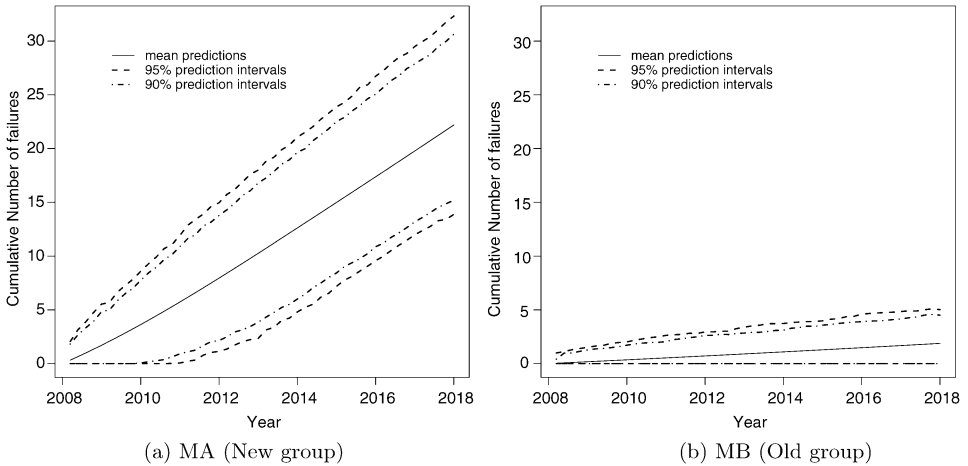 Cumulative Number of failures
30
25
20
15
10
5
0
mean predictions
95% prediction intervals
90% prediction intervals
2008 2010 2012 2014 2016 2018
Year
(a) MA (New group)
Cumulative Number of failures
30
25
20
15
10
5
0
mean predictions
95% prediction intervals
90% prediction intervals
2008 2010 2012 2014 2016 2018
Year
(b) MB (Old group)